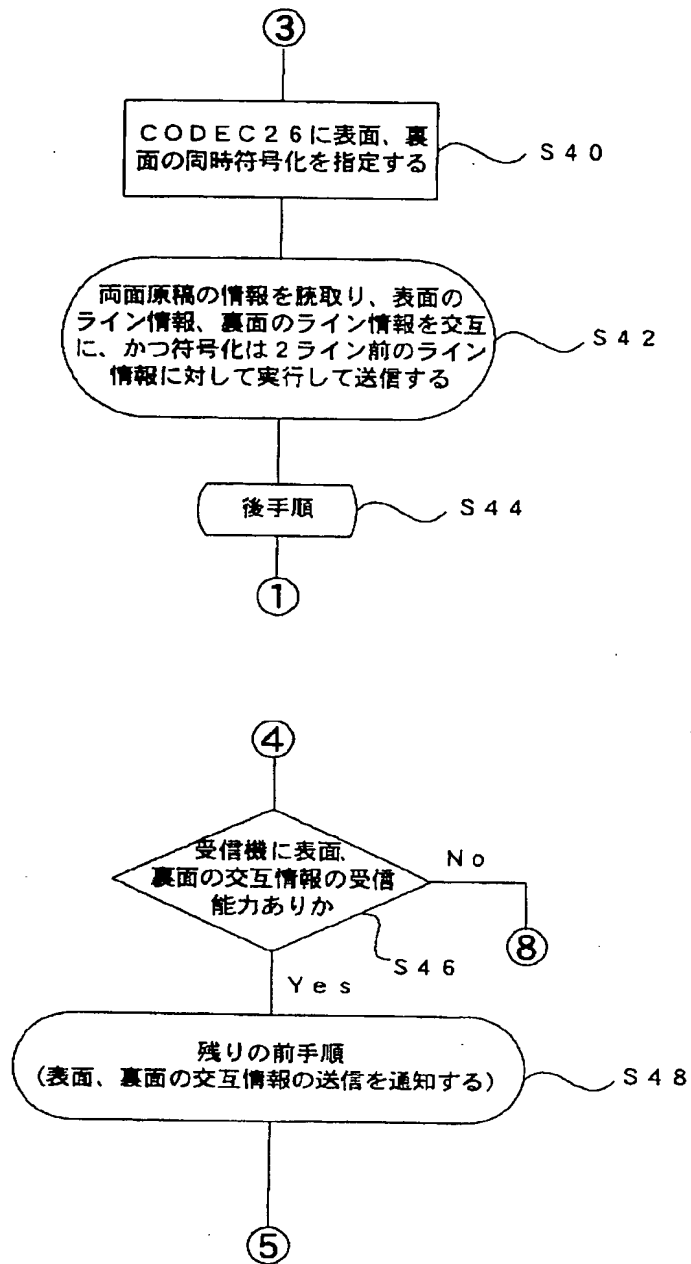 ③
CODEC26に表面、裏
面の同時符号化を指定する
S40
両面原稿の情報を読取り、表面の
ライン情報、裏面のライン情報を交互
に、かつ符号化は2ライン前のライン
情報に対して実行して送信する
S42
後手順
S44
①
④
受信機に表面、
裏面の交互情報の受信
能力ありか
No
⑧
S46
Yes
残りの前手順
(表面、裏面の交互情報の送信を通知する)
S48
⑤